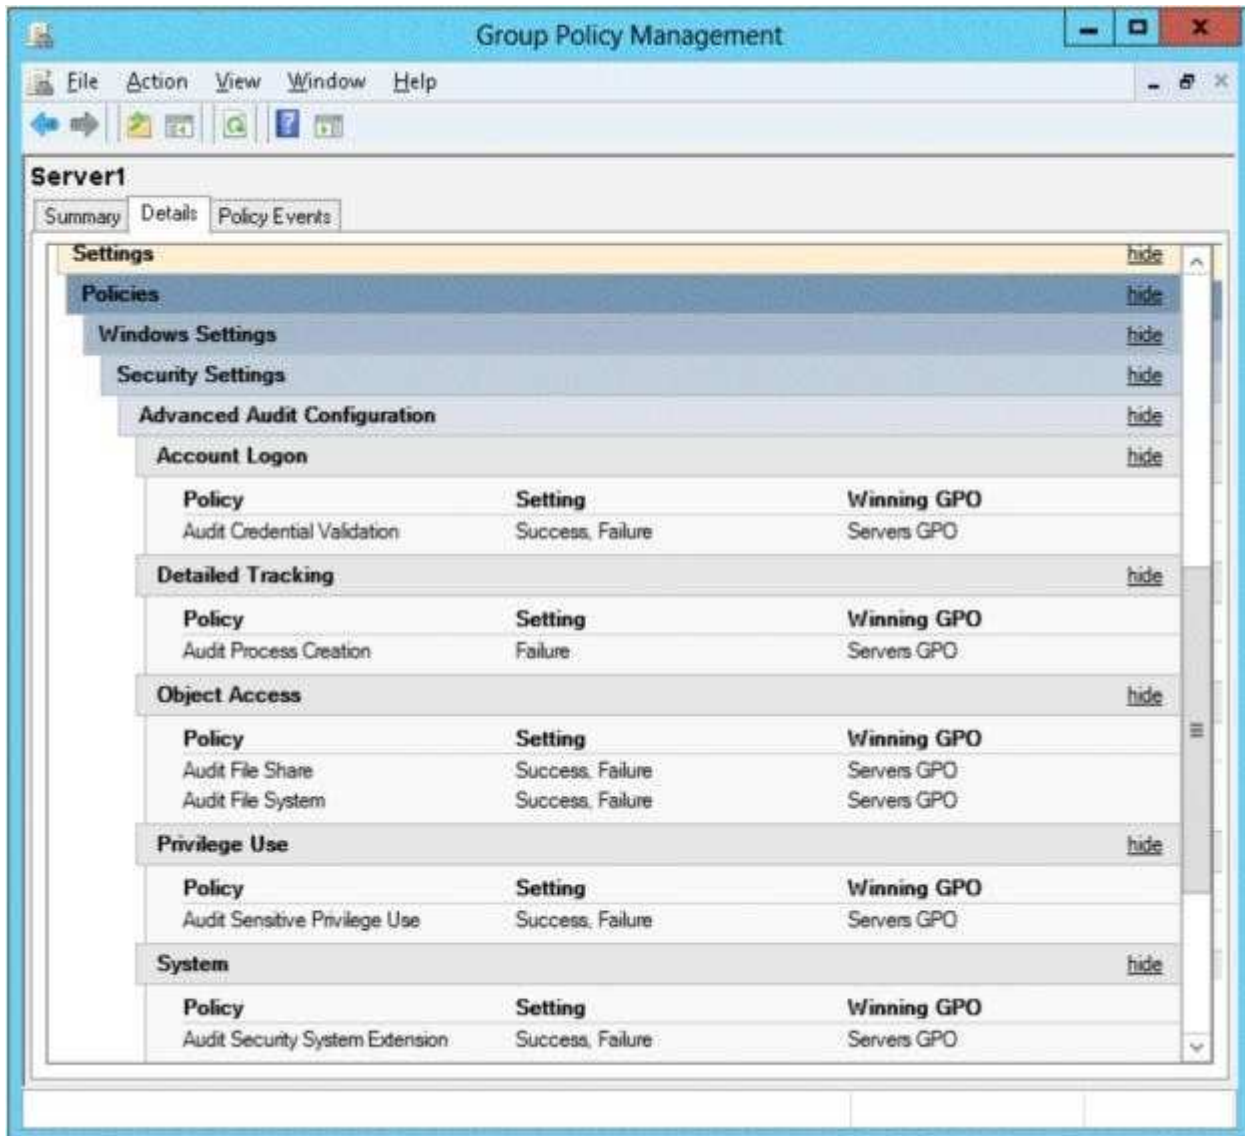 Group Policy Management
File Action View Window Help
Server1
Summary Details Policy Events
Settings hide
Policies hide
Windows Settings hide
Security Settings hide
Advanced Audit Configuration hide
Account Logon hide
Policy Setting Winning GPO
Audit Credential Validation Success, Failure Servers GPO
Detailed Tracking hide
Policy Setting Winning GPO
Audit Process Creation Failure Servers GPO
Object Access hide
Policy Setting Winning GPO
Audit File Share Success, Failure Servers GPO
Audit File System Success, Failure Servers GPO
Privilege Use hide
Policy Setting Winning GPO
Audit Sensitive Privilege Use Success, Failure Servers GPO
System hide
Policy Setting Winning GPO
Audit Security System Extension Success, Failure Servers GPO